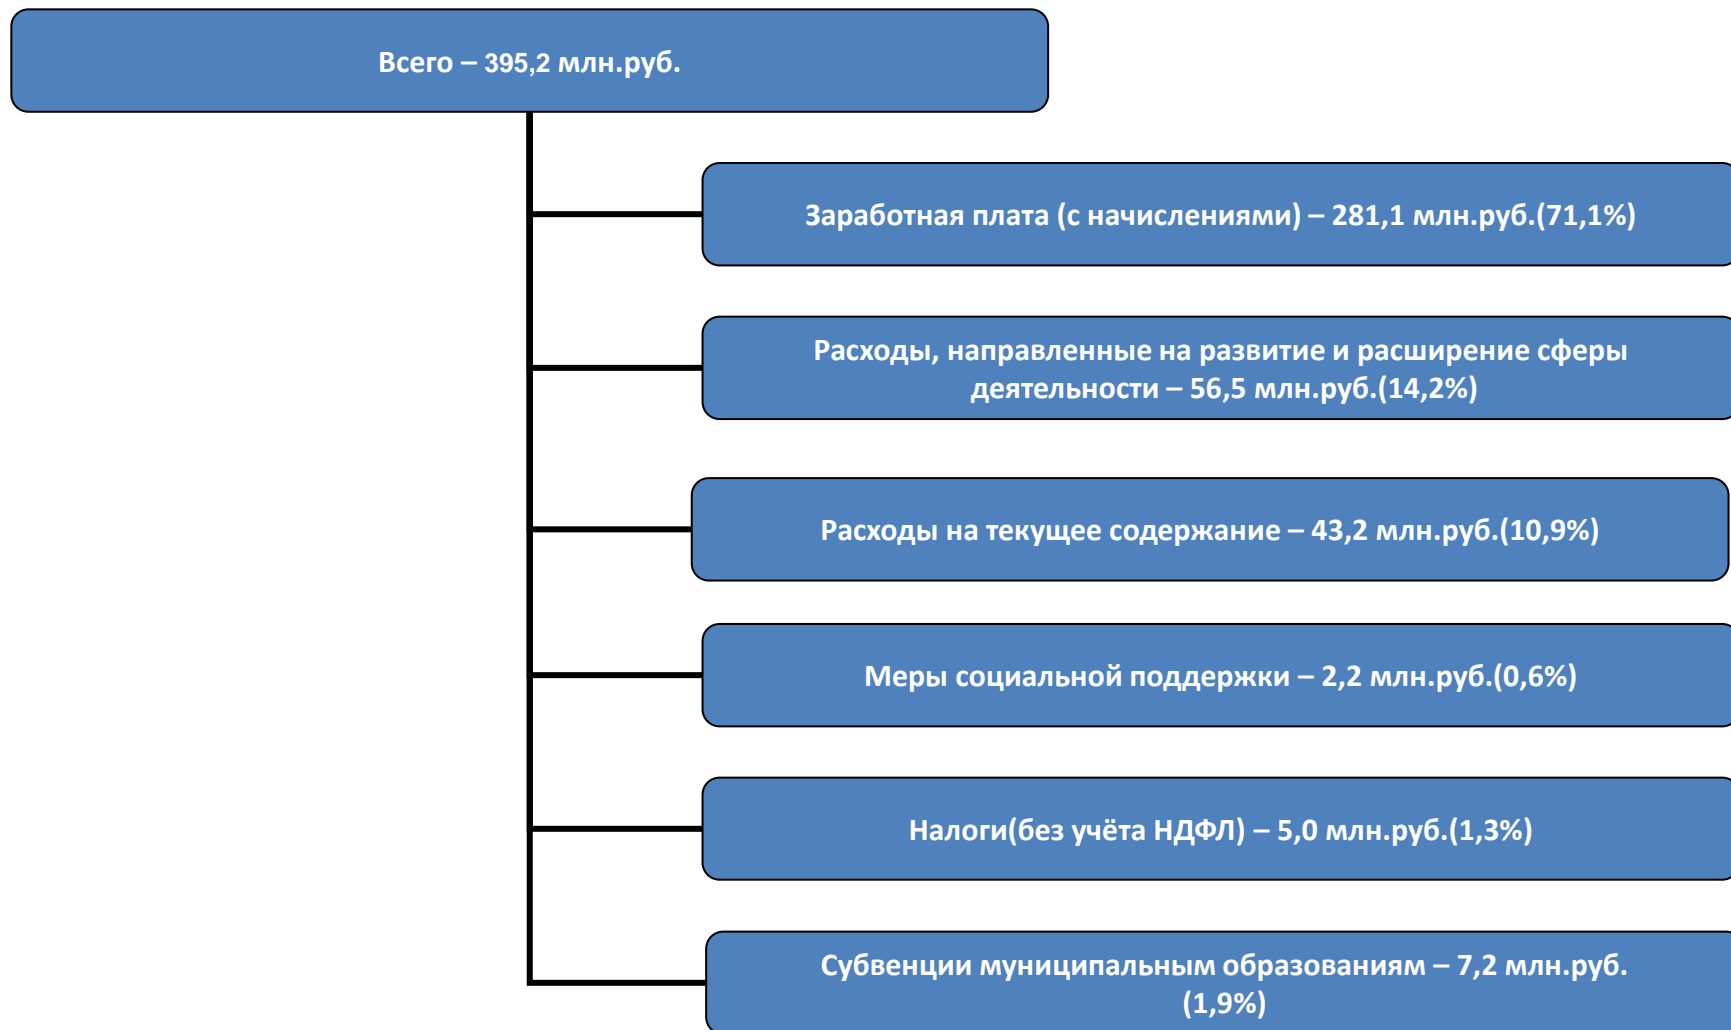 Всего – 395,2 млн.руб.
Заработная плата (с начислениями) – 281,1 млн.руб.(71,1%)
Расходы, направленные на развитие и расширение сферы
деятельности – 56,5 млн.руб.(14,2%)
Расходы на текущее содержание – 43,2 млн.руб.(10,9%)
Меры социальной поддержки – 2,2 млн.руб.(0,6%)
Налоги(без учёта НДФЛ) – 5,0 млн.руб.(1,3%)
Субвенции муниципальным образованиям – 7,2 млн.руб.
(1,9%)